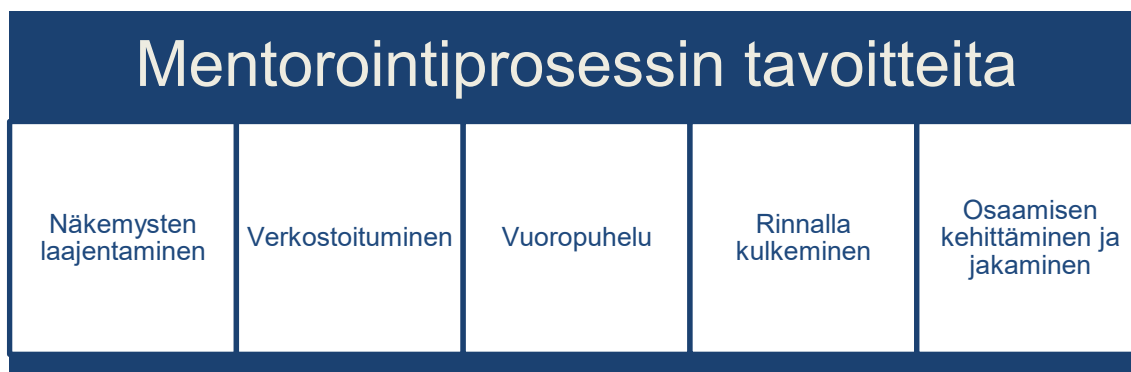 Mentorointiprosessin tavoitteita
Näkemysten
laajentaminen
Verkostoituminen
Vuoropuhelu
Rinnalla
kulkeminen
Osaamisen
kehittäminen ja
jakaminen